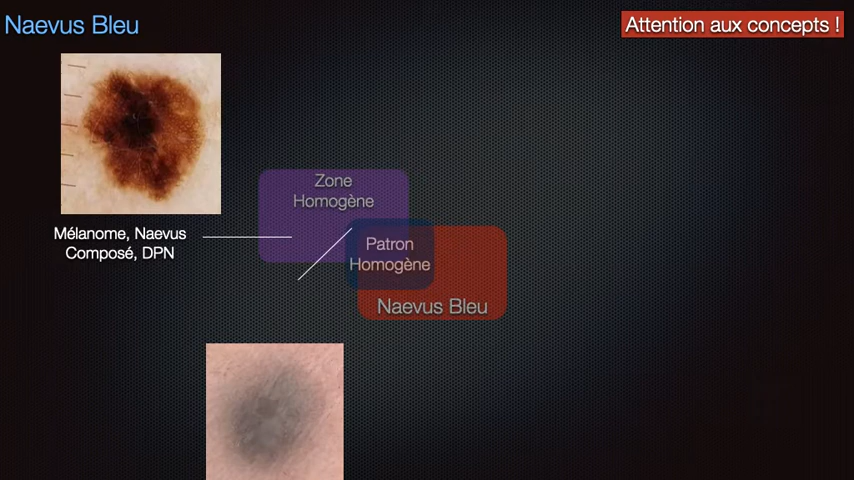 Naevus Bleu
Attention aux concepts !
Zone
Homogène
Mélanome, Naevus
Composé, DPN
Patron
Homogène
Naevus Bleu